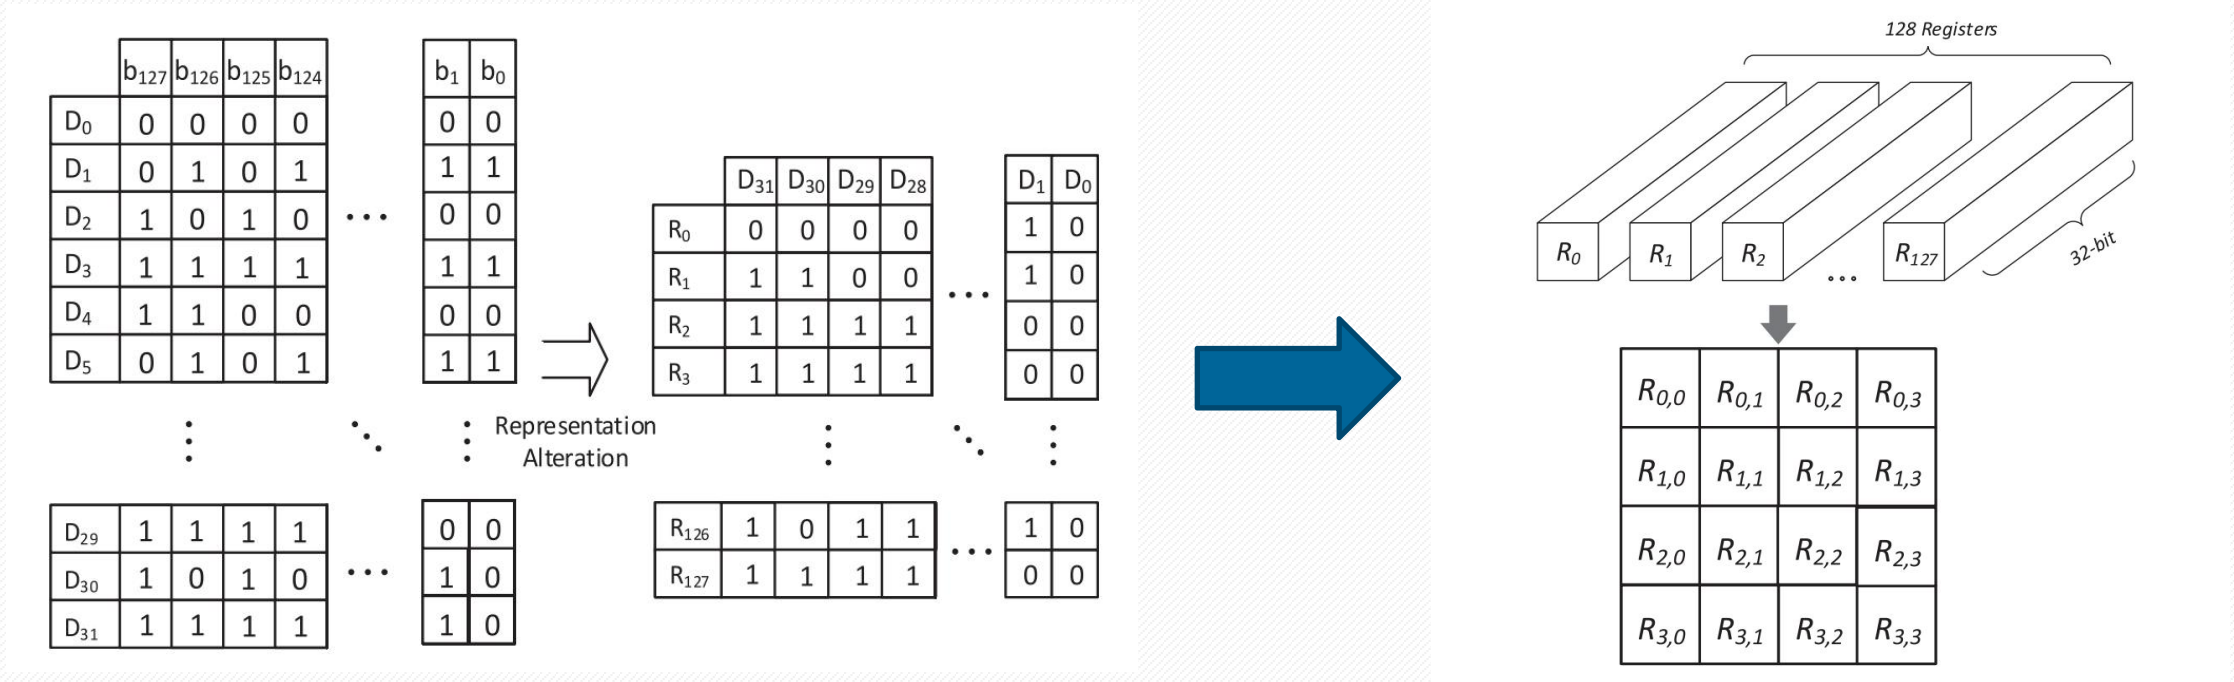 b127 b126 b125 b124 b1 b0
D0 0 0 0 0 0 0
D1 0 1 0 1 1 1
D2 1 0 1 0 ... 0 0
D3 1 1 1 1 1 1
D4 1 1 0 0 0 0
D5 0 1 0 1 1 1
D29 1 1 1 1 0 0
D30 1 0 1 0 ... 1 0
D31 1 1 1 1 1 0
Representation
Alteration
D31 D30 D29 D28 D1 D0
R0 0 0 0 0 1 0
R1 1 1 0 0 ... 1 0
R2 1 1 1 1 0 0
R3 1 1 1 1 0 0
R126 1 0 1 1 ... 1 0
R127 1 1 1 1 0 0
128 Registers
R0 R1 R2 ... R127
32-bit
R0,0 R0,1 R0,2 R0,3
R1,0 R1,1 R1,2 R1,3
R2,0 R2,1 R2,2 R2,3
R3,0 R3,1 R3,2 R3,3